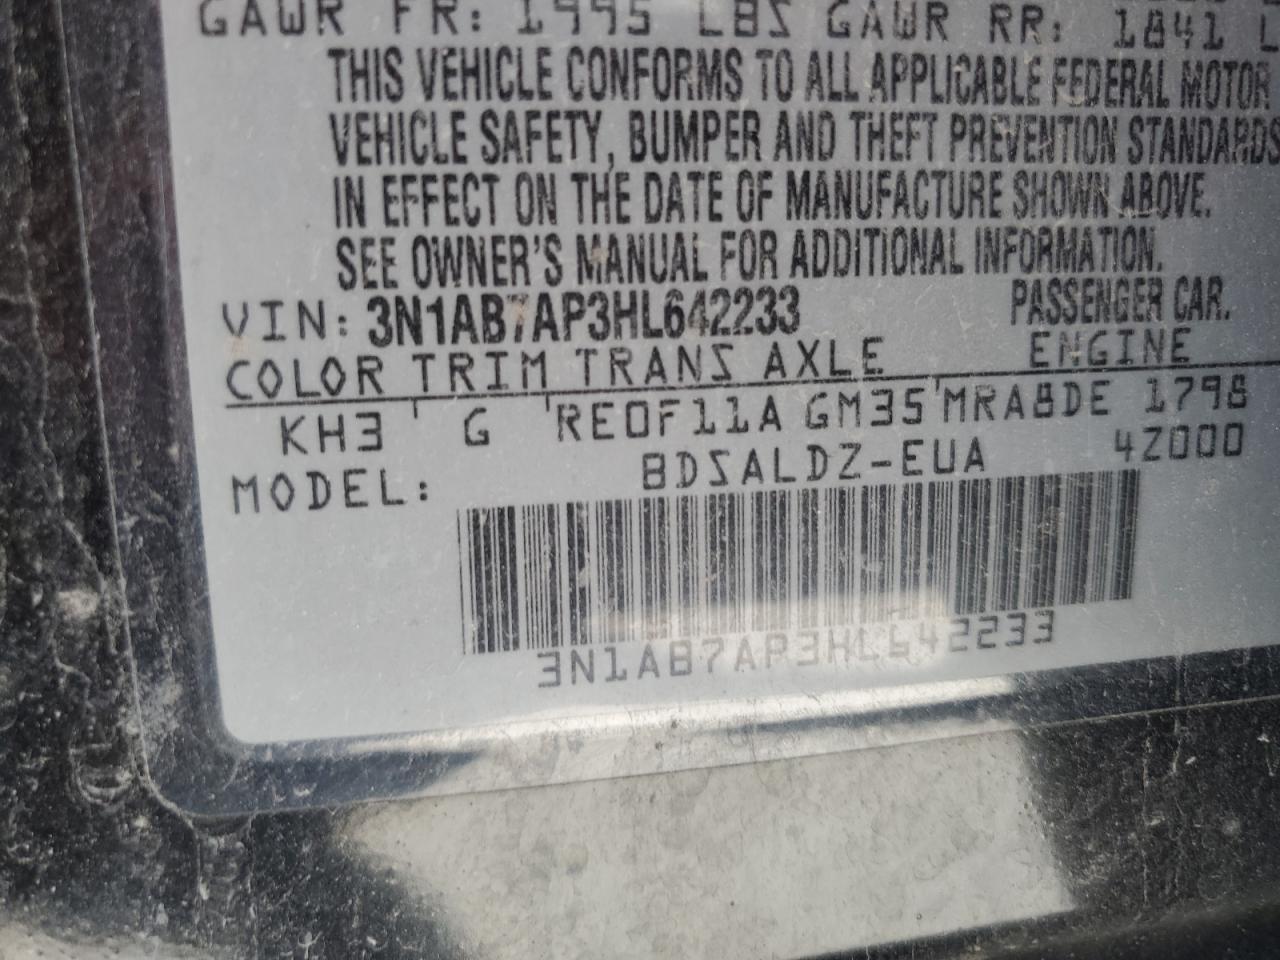 GAWR FR: 1995 LBS GAWR RR: 1841 L
THIS VEHICLE CONFORMS TO ALL APPLICABLE FEDERAL MOTOR
VEHICLE SAFETY, BUMPER AND THEFT PREVENTION STANDARDS
IN EFFECT ON THE DATE OF MANUFACTURE SHOWN ABOVE.
SEE OWNER'S MANUAL FOR ADDITIONAL INFORMATION.
VIN: 3N1AB7AP3HL642233 PASSENGER CAR.
COLOR TRIM TRANS AXLE ENGINE
KH3 G RE0F11A GM35 MRA8DE 1798
MODEL: BDSALDZ-EUA 4Z000
3N1AB7AP3HL642233